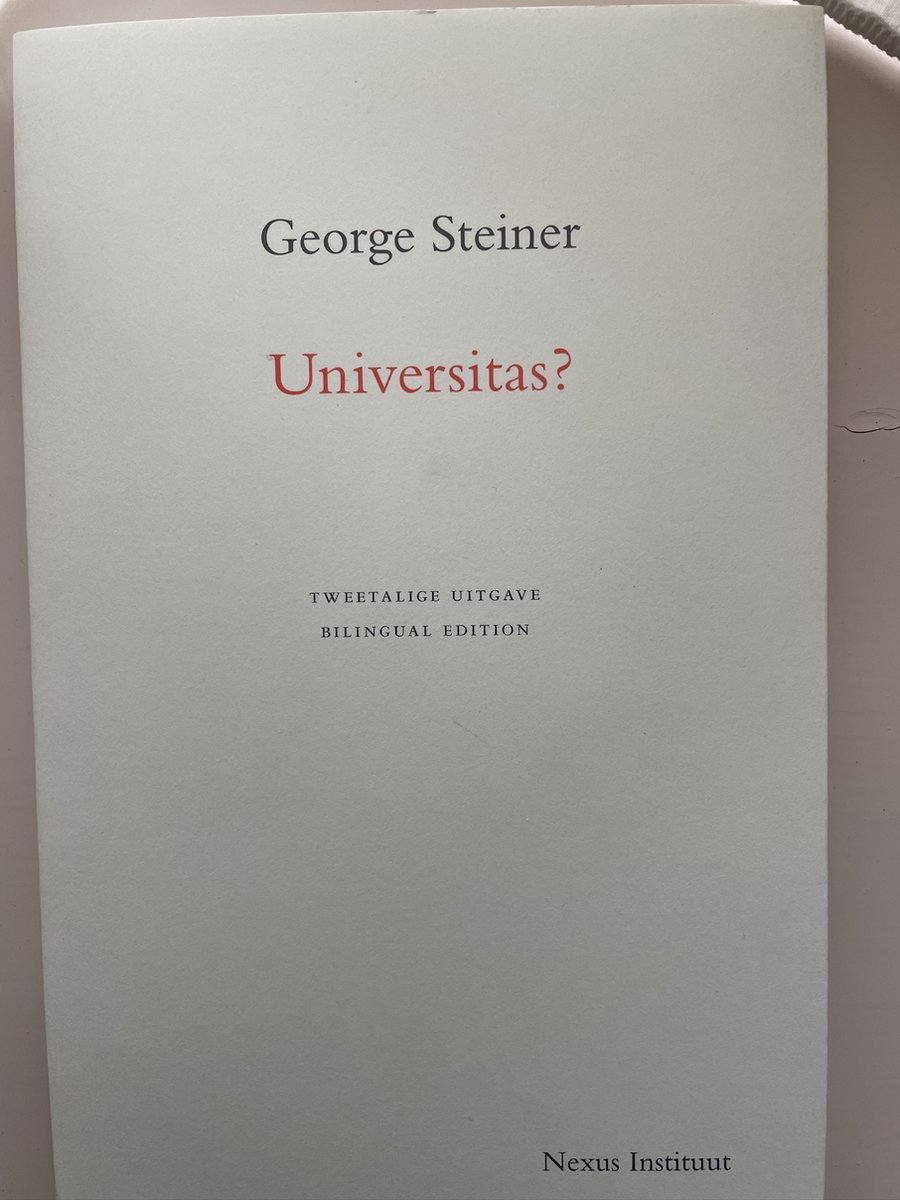 George Steiner
Universitas?
TWEETALIGE UITGAVE
BILINGUAL EDITION
Nexus Instituut